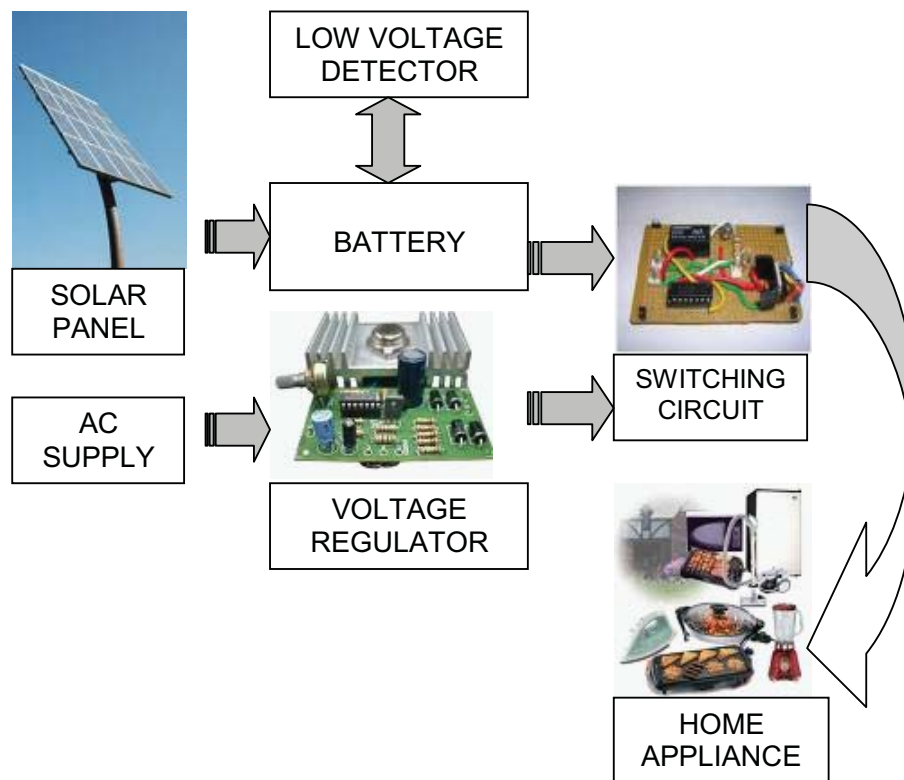 LOW VOLTAGE
DETECTOR
BATTERY
SOLAR
PANEL
SWITCHING
CIRCUIT
AC
SUPPLY
VOLTAGE
REGULATOR
HOME
APPLIANCE